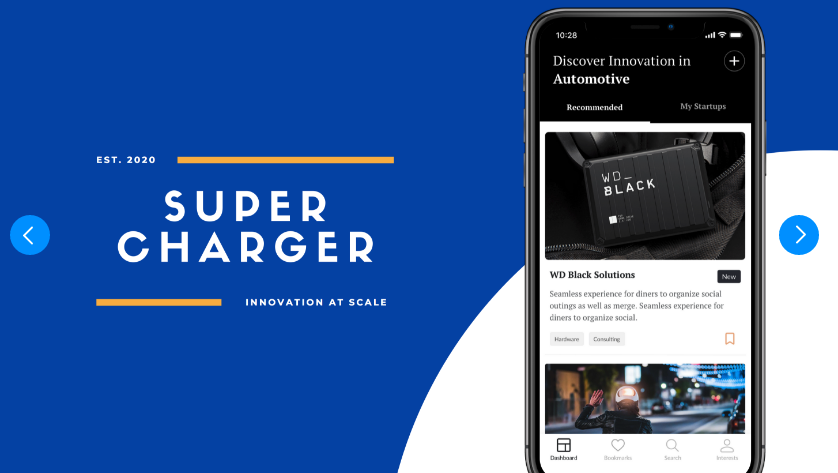 EST. 2020
SUPER
CHARGER
INNOVATION AT SCALE
10:28
Discover Innovation in
Automotive
Recommended
My Startups
WD_
BLACK
WD Black Solutions
New
Seamless experience for diners to organize social
outings as well as merge. Seamless experience for
diners to organize social.
Hardware
Consulting
Dashboard
Bookmarks
Search
Interests